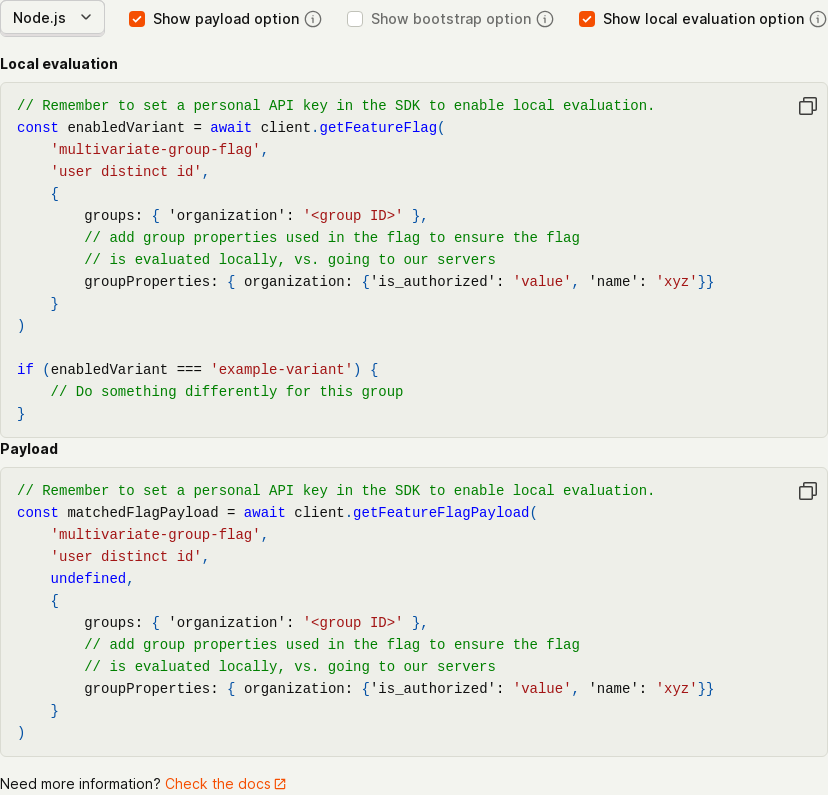 Node.js Show payload option Show bootstrap option Show local evaluation option
Local evaluation
// Remember to set a personal API key in the SDK to enable local evaluation.
const enabledVariant = await client.getFeatureFlag(
    'multivariate-group-flag',
    'user distinct id',
    {
        groups: { 'organization': '<group ID>' },
        // add group properties used in the flag to ensure the flag
        // is evaluated locally, vs. going to our servers
        groupProperties: { organization: {'is_authorized': 'value', 'name': 'xyz'}}
    }
)

if (enabledVariant === 'example-variant') {
    // Do something differently for this group
}
Payload
// Remember to set a personal API key in the SDK to enable local evaluation.
const matchedFlagPayload = await client.getFeatureFlagPayload(
    'multivariate-group-flag',
    'user distinct id',
    undefined,
    {
        groups: { 'organization': '<group ID>' },
        // add group properties used in the flag to ensure the flag
        // is evaluated locally, vs. going to our servers
        groupProperties: { organization: {'is_authorized': 'value', 'name': 'xyz'}}
    }
)
Need more information? Check the docs